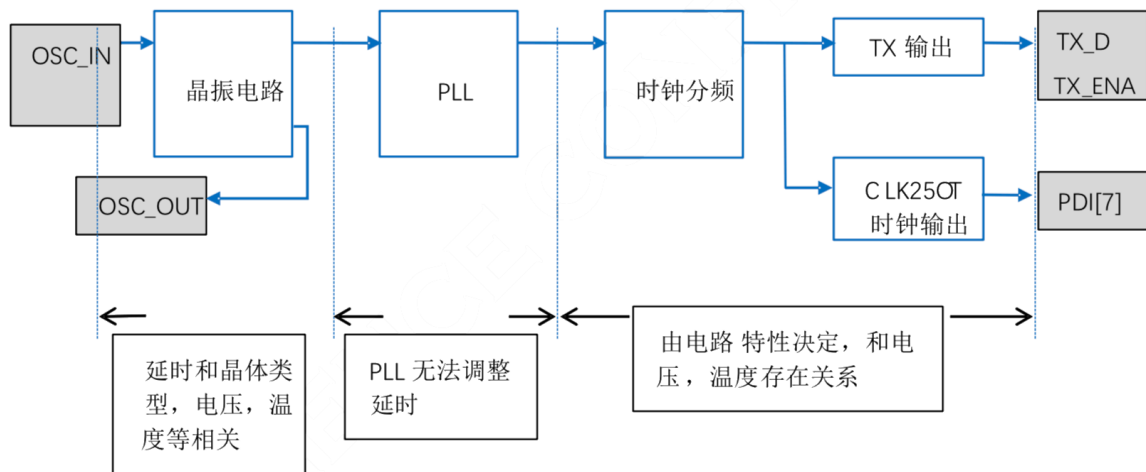 OSC_IN
晶振电路
PLL
时钟分频
TX 输出
TX_D
TX_ENA
OSC_OUT
CLK25OT
时钟输出
PDI[7]
延时和晶体类
型，电压，温
度等相关
PLL 无法调整
延时
由电路 特性决定，和电
压，温度存在关系